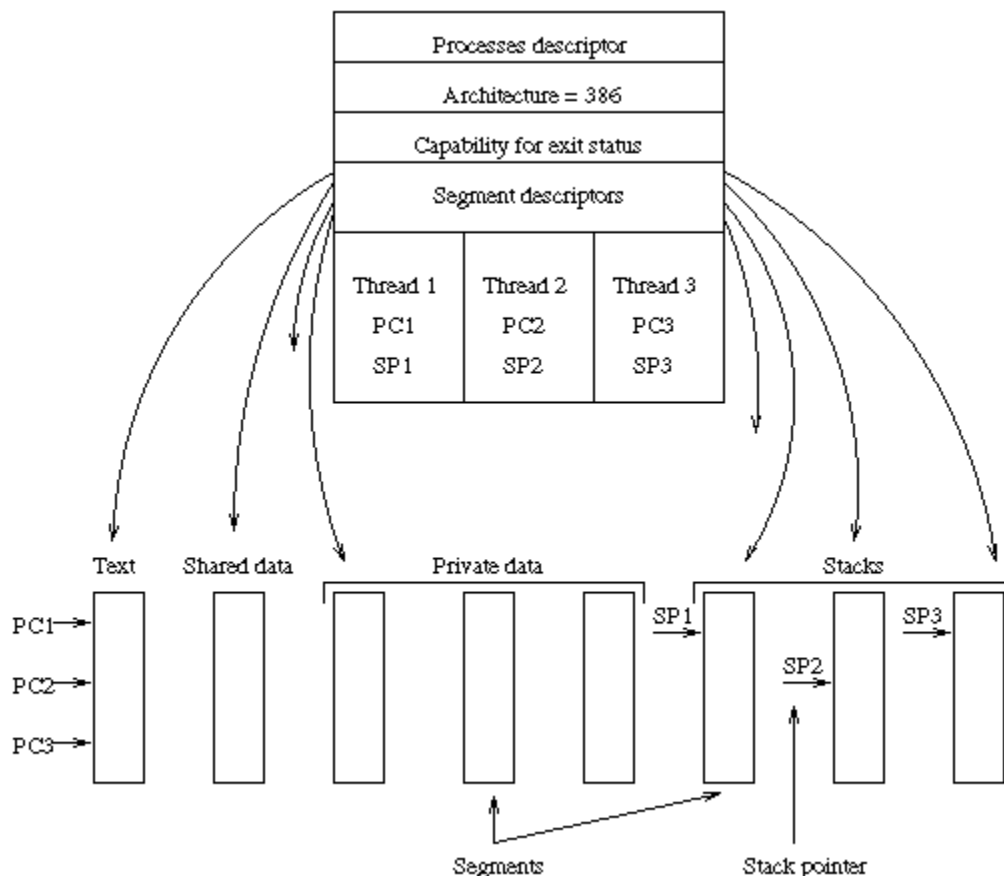 Processes descriptor
Architecture = 386
Capability for exit status
Segment descriptors
Thread 1 Thread 2 Thread 3
PC1 PC2 PC3
SP1 SP2 SP3
Text Shared data Private data Stacks
PC1 SP1 SP3
PC2 SP2
PC3
Segments Stack pointer